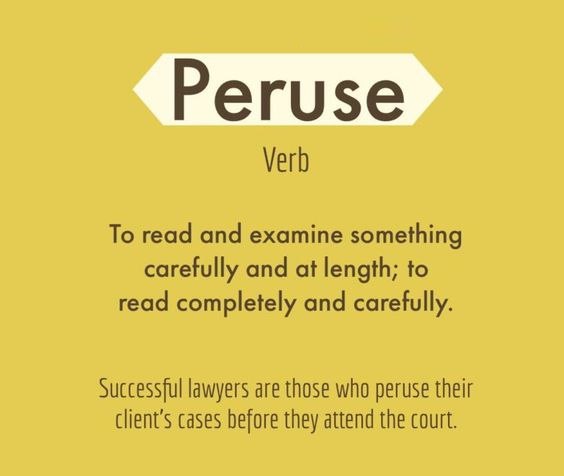 Peruse
Verb
To read and examine something
carefully and at length; to
read completely and carefully.
Successful lawyers are those who peruse their
client's cases before they attend the court.